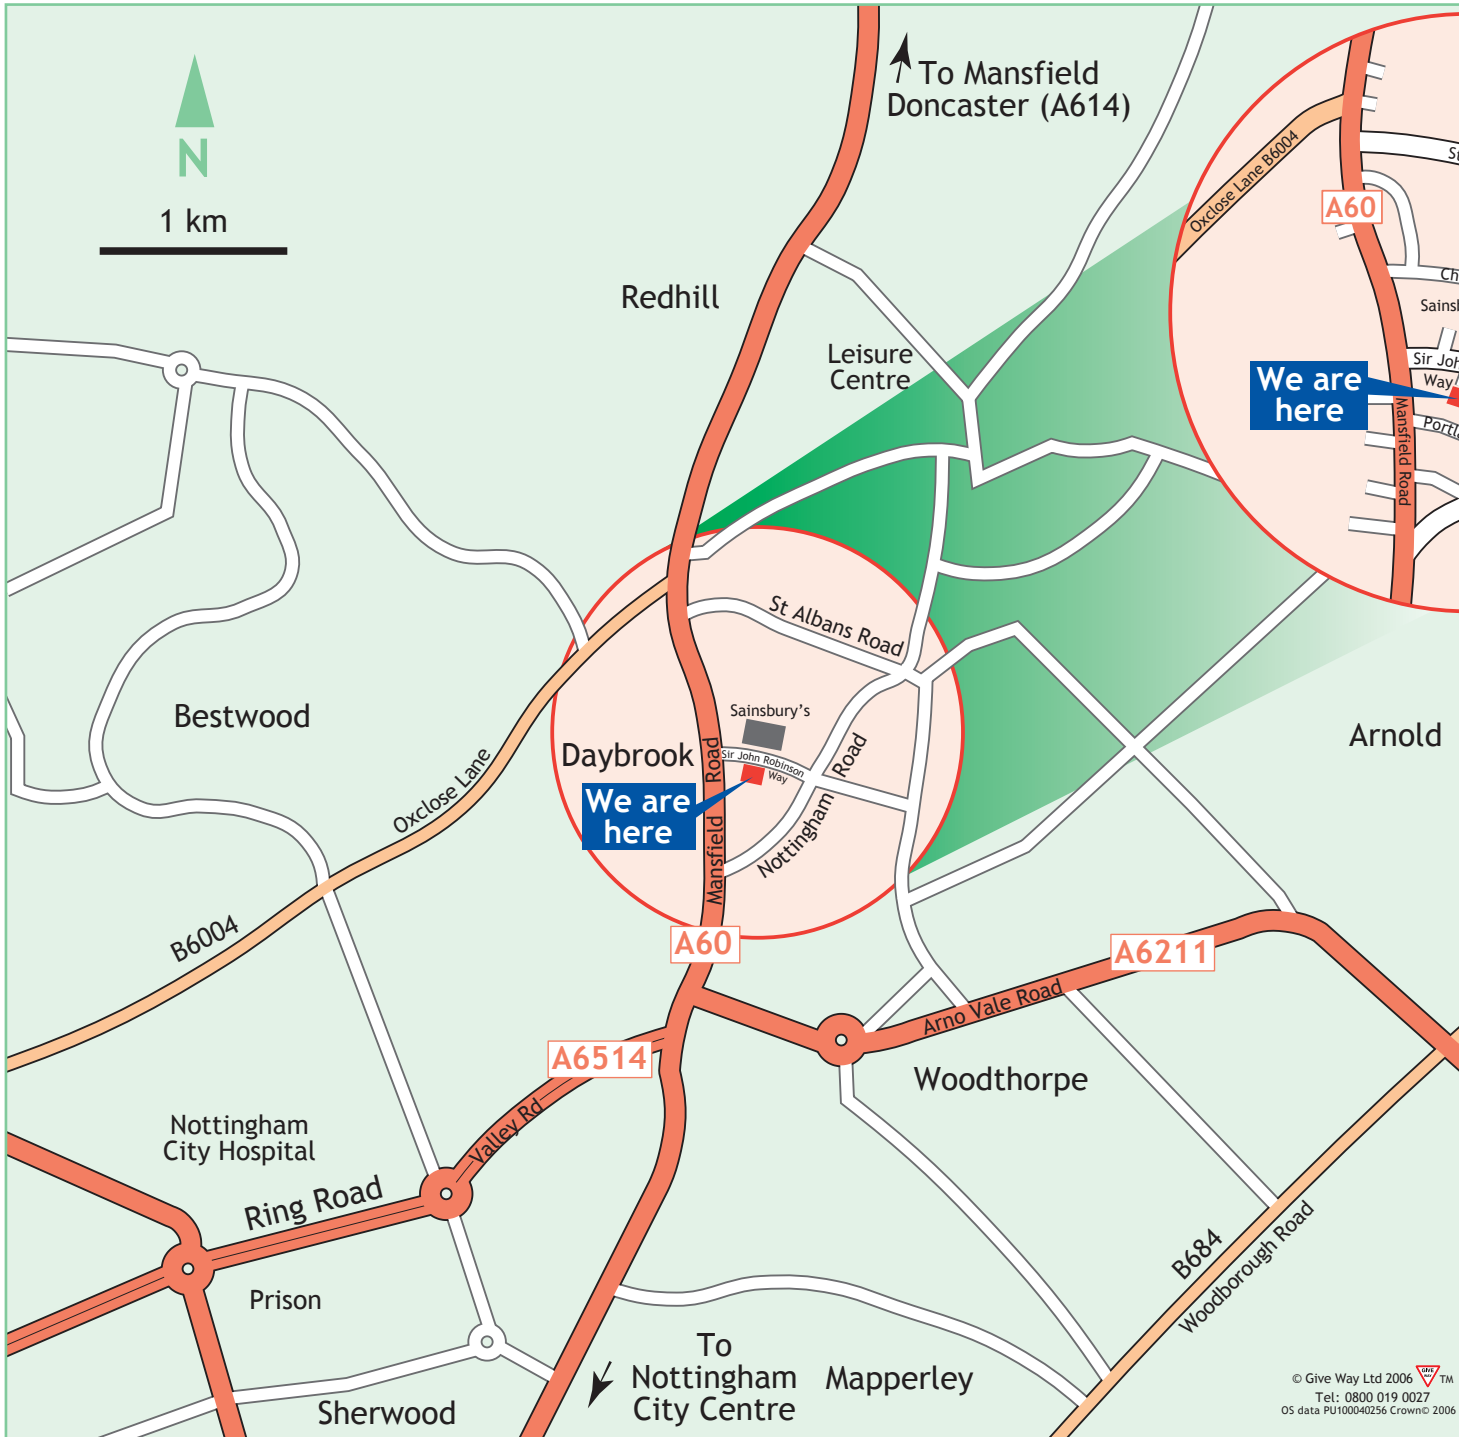 To Mansfield
Doncaster (A614)
N
1 km
Oxclose Lane B6004
A60
Redhill
Leisure
Centre
We are
here
Sir Joh
Way
Mansfield Road
St Albans Road
Sainsbury's
Bestwood
Daybrook
Mansfield Road
Sir John Robinson
Way
Nottingham Road
We are
here
Arnold
Oxclose Lane
B6004
A60
A6211
Arno Vale Road
A6514
Valley Rd
Woodthorpe
Nottingham
City Hospital
Ring Road
Prison
B684
Woodborough Road
To
Nottingham
City Centre
Mapperley
Sherwood
© Give Way Ltd 2006 GIVE WAY TM
Tel: 0800 019 0027
OS data PU100040256 Crown© 2006